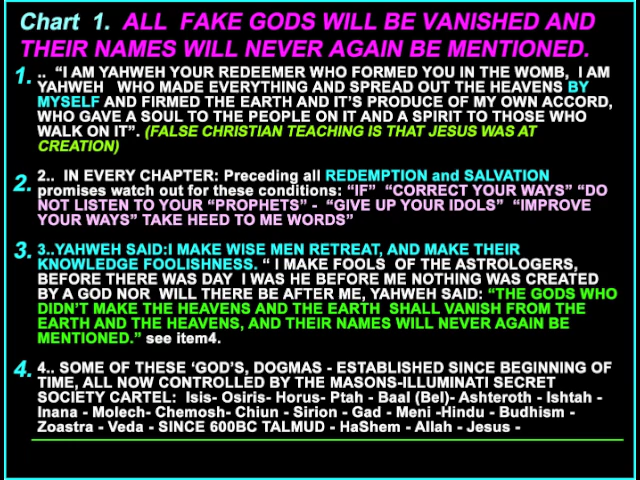 Chart 1. ALL FAKE GODS WILL BE VANISHED AND
THEIR NAMES WILL NEVER AGAIN BE MENTIONED.
1. .. “I AM YAHWEH YOUR REDEEMER WHO FORMED YOU IN THE WOMB, I AM
YAHWEH WHO MADE EVERYTHING AND SPREAD OUT THE HEAVENS BY
MYSELF AND FIRMED THE EARTH AND IT’S PRODUCE OF MY OWN ACCORD,
WHO GAVE A SOUL TO THE PEOPLE ON IT AND A SPIRIT TO THOSE WHO
WALK ON IT”. (FALSE CHRISTIAN TEACHING IS THAT JESUS WAS AT
CREATION)
2. 2.. IN EVERY CHAPTER: Preceding all REDEMPTION and SALVATION
promises watch out for these conditions: “IF” “CORRECT YOUR WAYS” “DO
NOT LISTEN TO YOUR “PROPHETS” - “GIVE UP YOUR IDOLS” “IMPROVE
YOUR WAYS” TAKE HEED TO ME WORDS”
3. 3..YAHWEH SAID:I MAKE WISE MEN RETREAT, AND MAKE THEIR
KNOWLEDGE FOOLISHNESS. “ I MAKE FOOLS OF THE ASTROLOGERS,
BEFORE THERE WAS DAY I WAS HE BEFORE ME NOTHING WAS CREATED
BY A GOD NOR WILL THERE BE AFTER ME, YAHWEH SAID: “THE GODS WHO
DIDN’T MAKE THE HEAVENS AND THE EARTH SHALL VANISH FROM THE
EARTH AND THE HEAVENS, AND THEIR NAMES WILL NEVER AGAIN BE
MENTIONED.” see item4.
4. 4.. SOME OF THESE ‘GOD’S, DOGMAS - ESTABLISHED SINCE BEGINNING OF
TIME, ALL NOW CONTROLLED BY THE MASONS-ILLUMINATI SECRET
SOCIETY CARTEL: Isis- Osiris- Horus- Ptah - Baal (Bel)- Ashteroth - Ishtah -
Inana - Molech- Chemosh- Chiun - Sirion - Gad - Meni -Hindu - Budhism -
Zoastra - Veda - SINCE 600BC TALMUD - HaShem - Allah - Jesus -